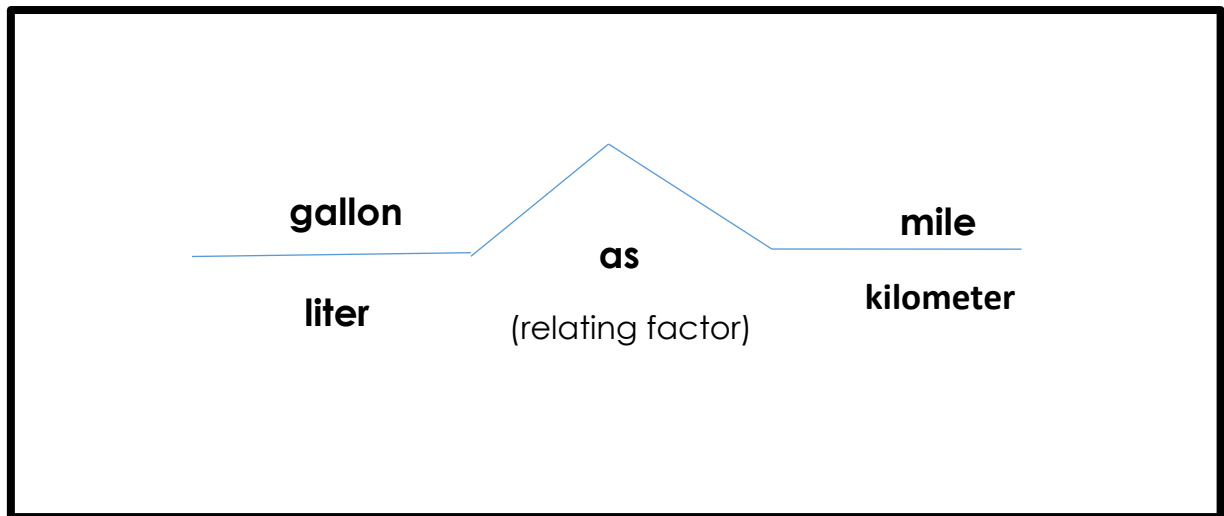 gallon
liter
as
(relating factor)
mile
kilometer